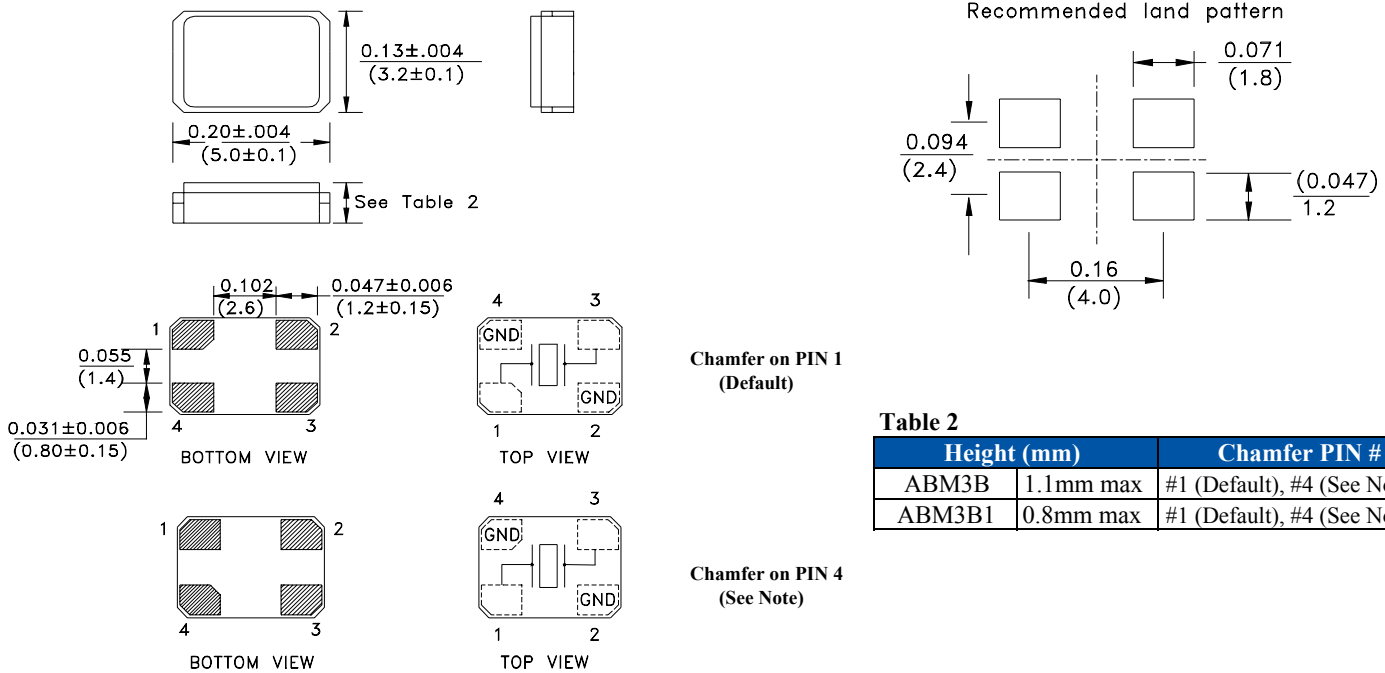 Recommended land pattern
0.13±.004
(3.2±0.1)
0.20±.004
(5.0±0.1)
See Table 2
0.071
(1.8)
0.094
(2.4)
(0.047)
1.2
0.16
(4.0)
0.102
(2.6)
0.047±0.006
(1.2±0.15)
1
2
0.055
(1.4)
0.031±0.006
(0.80±0.15)
4
3
BOTTOM VIEW
4
3
GND
GND
1
2
TOP VIEW
Chamfer on PIN 1
(Default)
Table 2
Height (mm) Chamfer PIN #
ABM3B 1.1mm max #1 (Default), #4 (See
ABM3B1 0.8mm max #1 (Default), #4 (See
1
2
4
3
BOTTOM VIEW
4
3
GND
GND
1
2
TOP VIEW
Chamfer on PIN 4
(See Note)